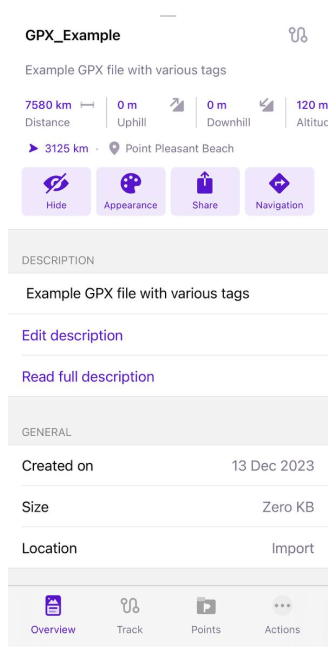 GPX_Example
Example GPX file with various tags
7580 km 0 m 0 m 120 m
Distance Uphill Downhill
3125 km · Point Pleasant Beach
Hide Appearance Share Navigation
DESCRIPTION
Example GPX file with various tags
Edit description
Read full description
GENERAL
Created on 13 Dec 2023
Size Zero KB
Location Import
Overview Track Points Actions